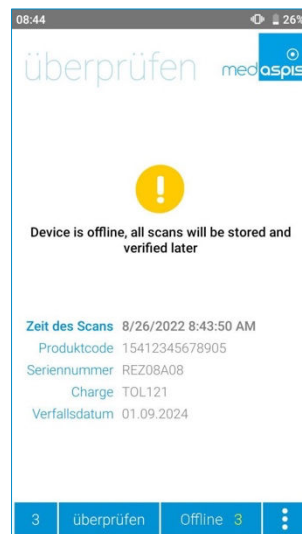 08:44 26%
überprüfen medaspis
Device is offline, all scans will be stored and
verified later
Zeit des Scans 8/26/2022 8:43:50 AM
Produktcode 15412345678905
Seriennummer REZ08A08
Charge TOL121
Verfallsdatum 01.09.2024
3 überprüfen Offline 3